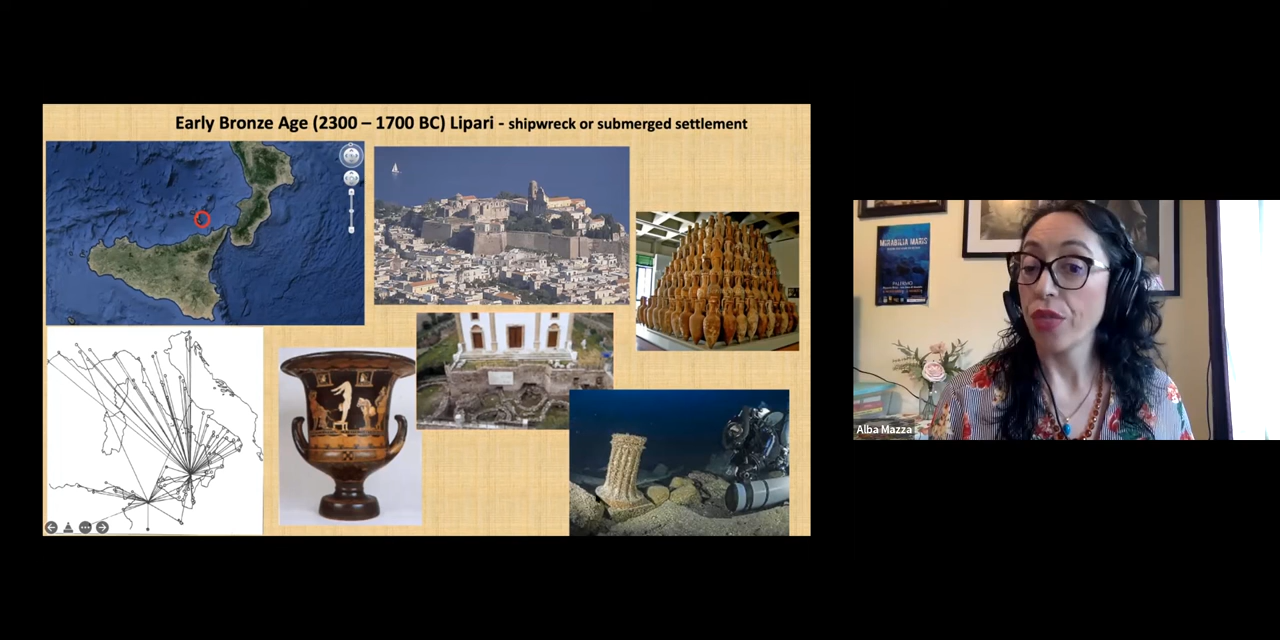 Early Bronze Age (2300 – 1700 BC) Lipari - shipwreck or submerged settlement
MIRABILIA MARIS
Alba Mazza